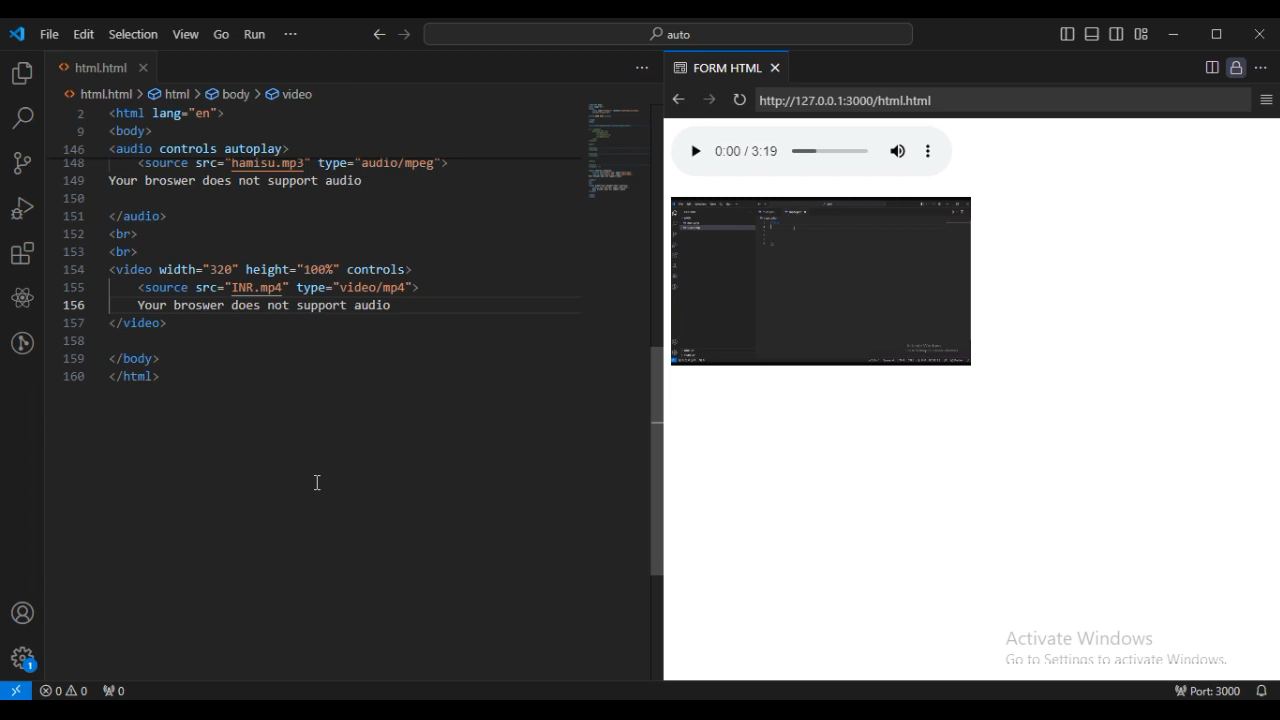 File Edit Selection View Go Run
auto
html.html
html.html > html > body > video
2 <html lang="en">
9 <body>
146 <audio controls autoplay>
148 <source src="hamisu.mp3" type="audio/mpeg">
149 Your broswer does not support audio
150
151 </audio>
152 <br>
153 <br>
154 <video width="320" height="100%" controls>
155 <source src="INR.mp4" type="video/mp4">
156 Your broswer does not support audio
157 </video>
158
159 </body>
160 </html>
FORM HTML
http://127.0.0.1:3000/html.html
0:00 / 3:19
Activate Windows
Go to Settings to activate Windows.
1
0 0 0
Port: 3000